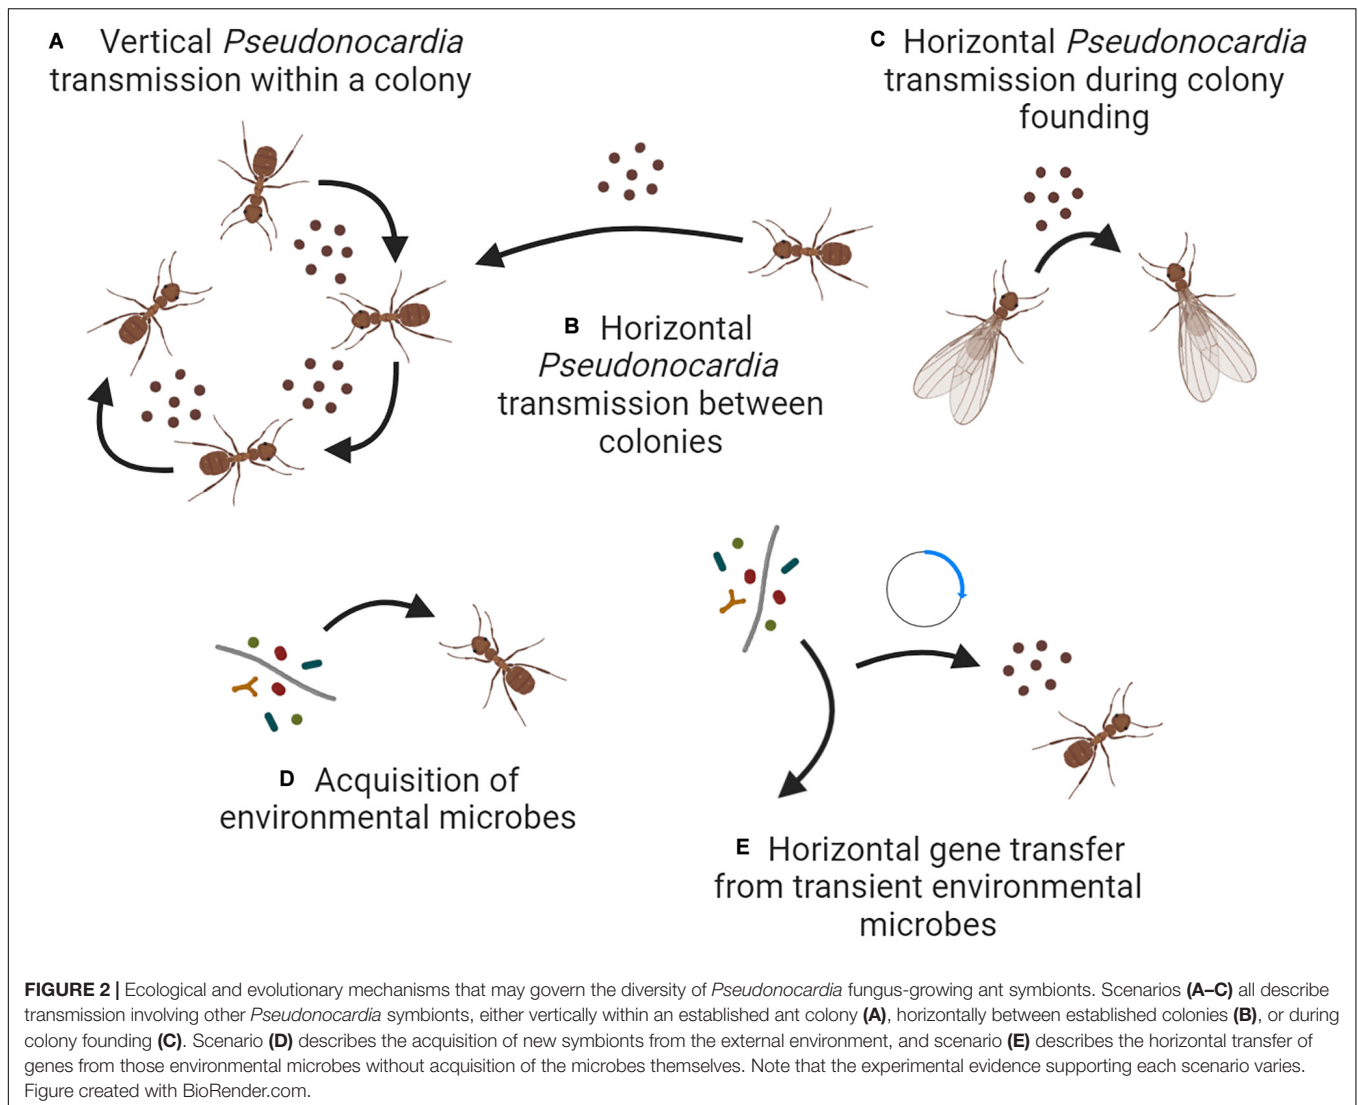 A Vertical Pseudonocardia
transmission within a colony
C Horizontal Pseudonocardia
transmission during colony
founding
B Horizontal
Pseudonocardia
transmission between
colonies
D Acquisition of
environmental microbes
E Horizontal gene transfer
from transient environmental
microbes
FIGURE 2 | Ecological and evolutionary mechanisms that may govern the diversity of Pseudonocardia fungus-growing ant symbionts. Scenarios (A–C) all describe
transmission involving other Pseudonocardia symbionts, either vertically within an established ant colony (A), horizontally between established colonies (B), or during
colony founding (C). Scenario (D) describes the acquisition of new symbionts from the external environment, and scenario (E) describes the horizontal transfer of
genes from those environmental microbes without acquisition of the microbes themselves. Note that the experimental evidence supporting each scenario varies.
Figure created with BioRender.com.